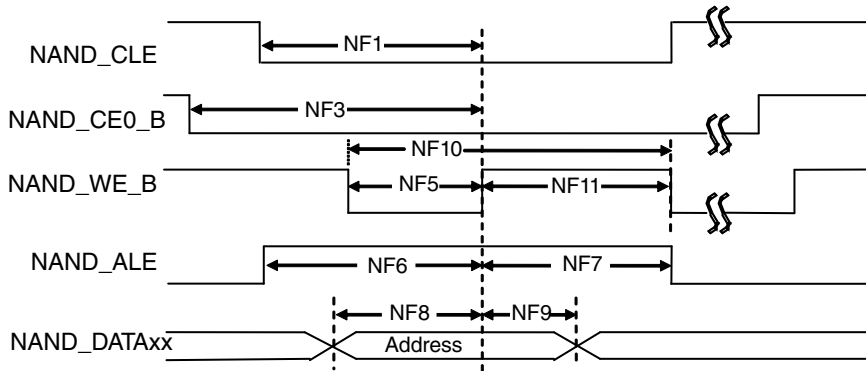 NF1
NAND_CLE
NF3
NAND_CE0_B
NF10
NAND_WE_B
NF5
NF11
NAND_ALE
NF6
NF7
NF8
NF9
NAND_DATAxx
Address